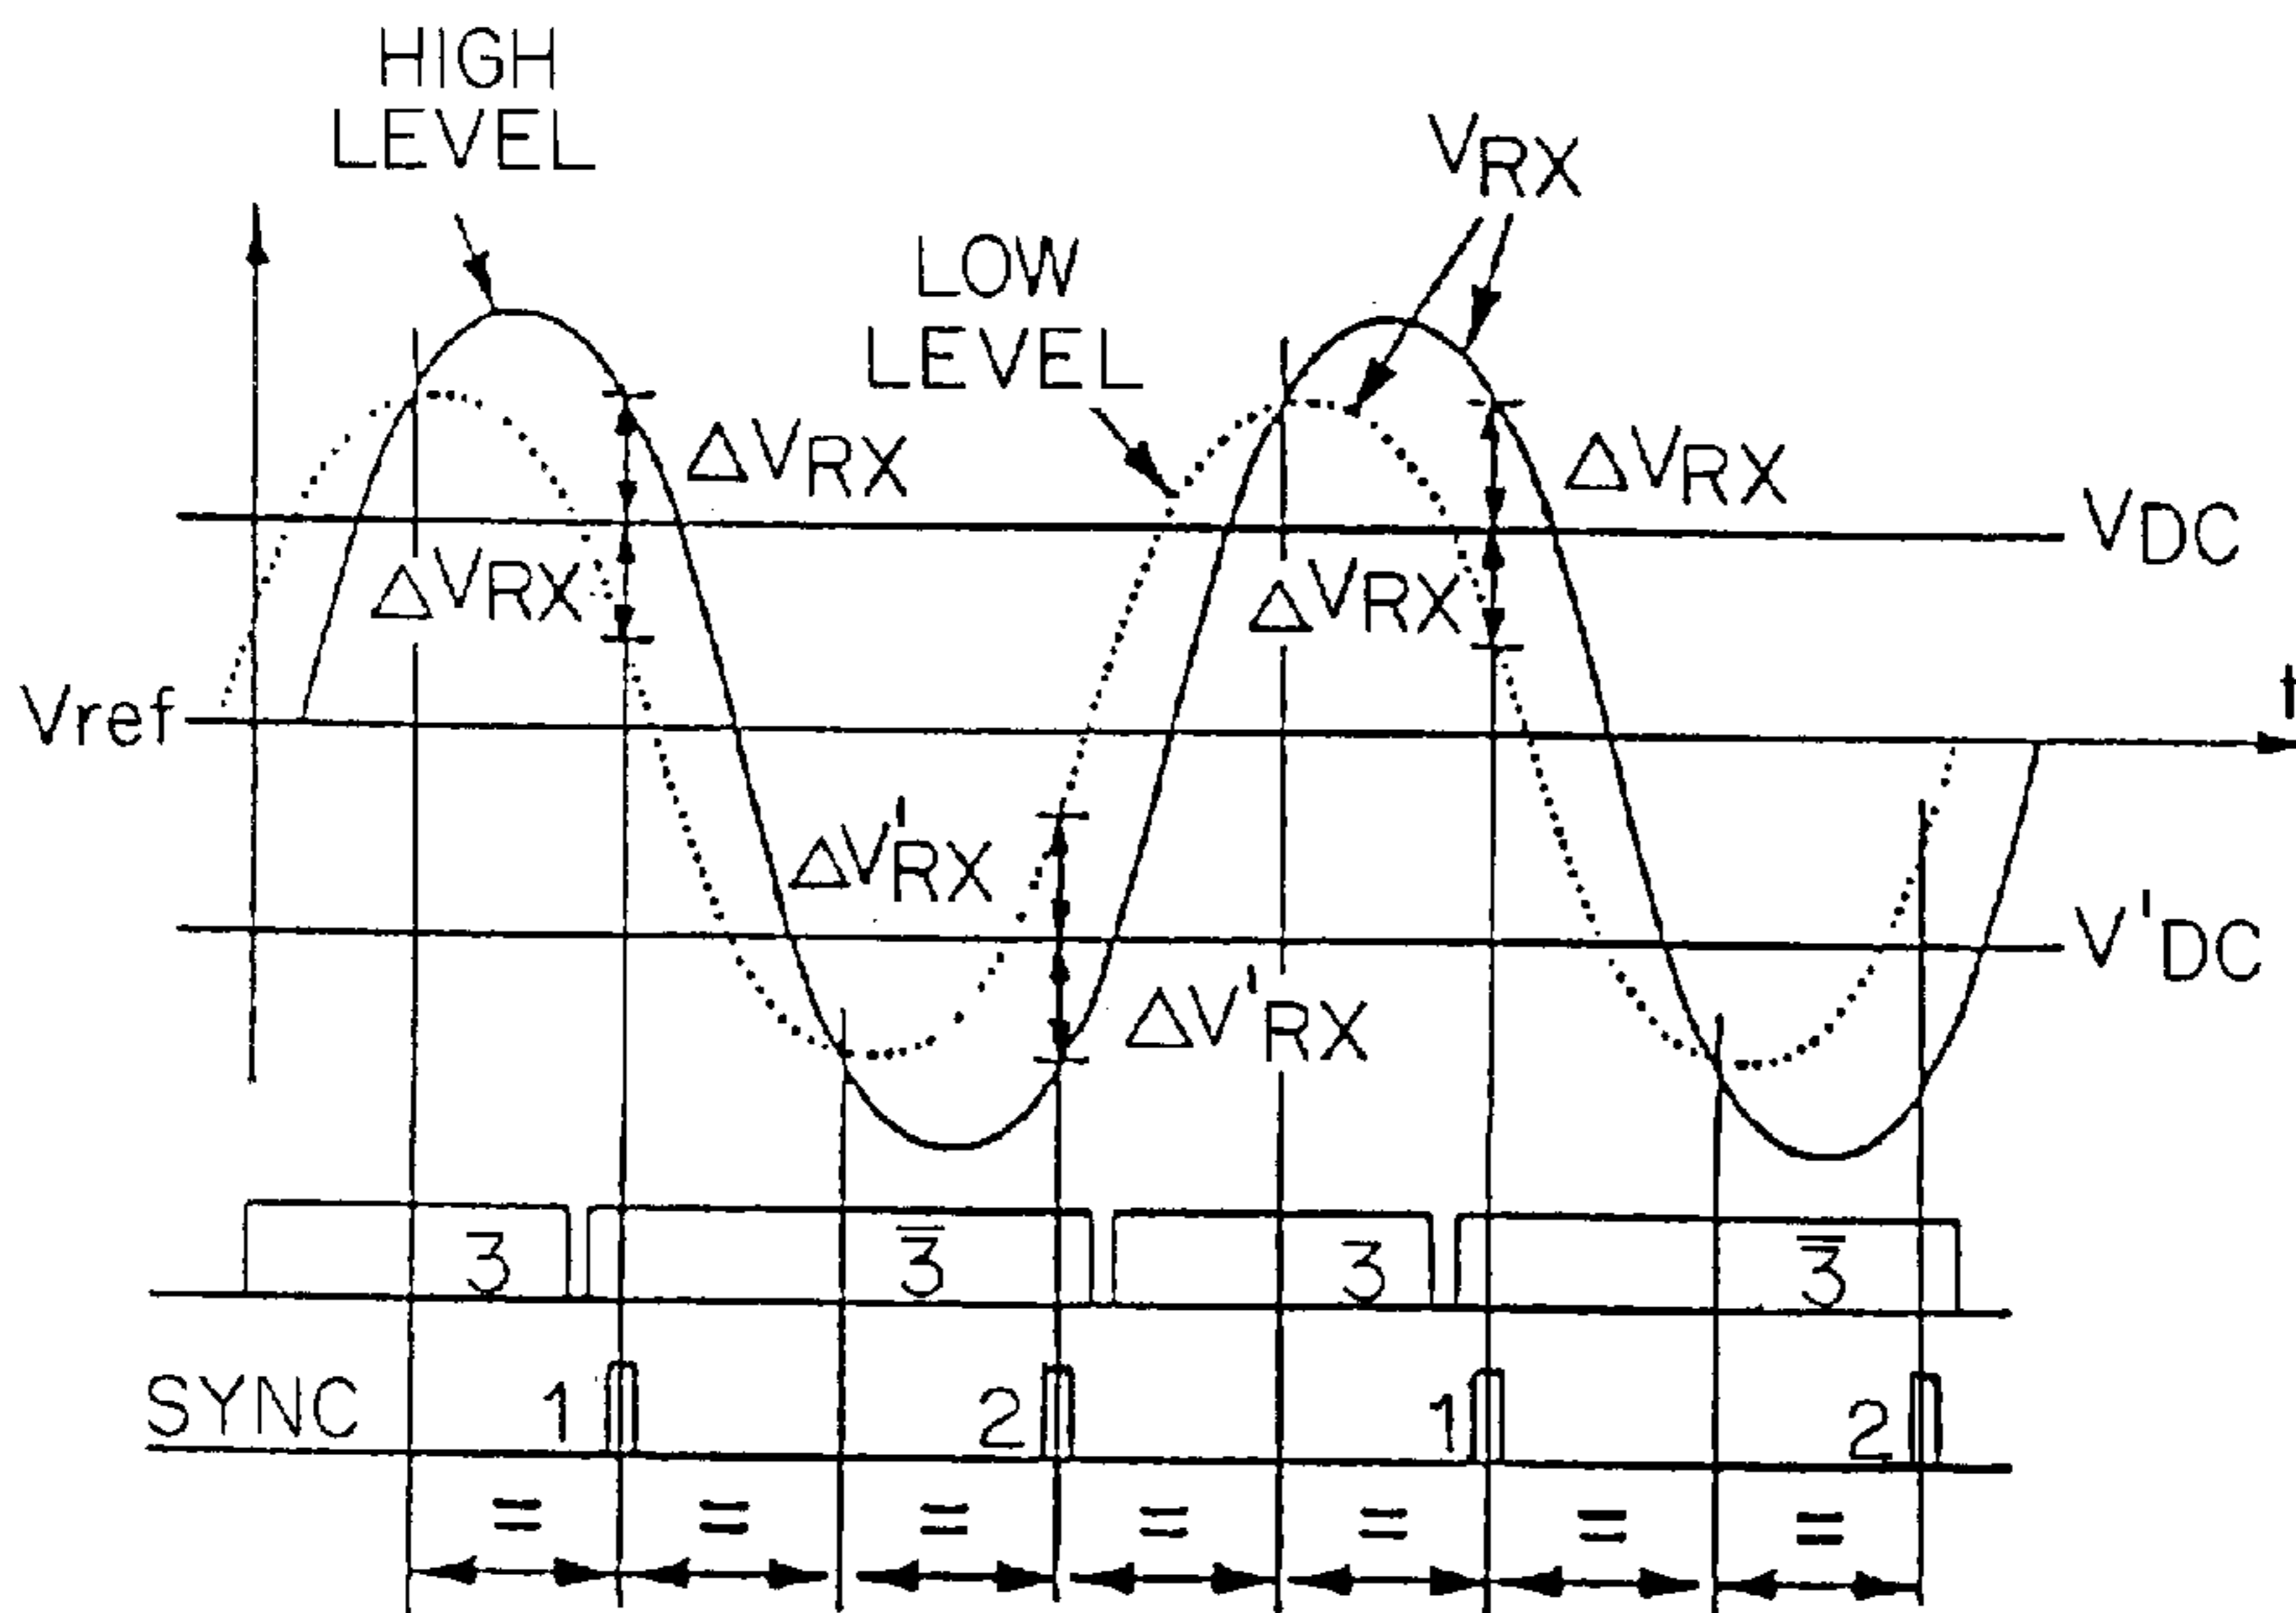 HIGH
LEVEL
VRX
LOW
LEVEL
ΔVRX
ΔVRX
VDC
ΔVRX
ΔVRX
Vref
t
ΔV'RX
V'DC
ΔV'RX
3
3̅
3
3̅
SYNC
1
2
1
2
= = = = = = =